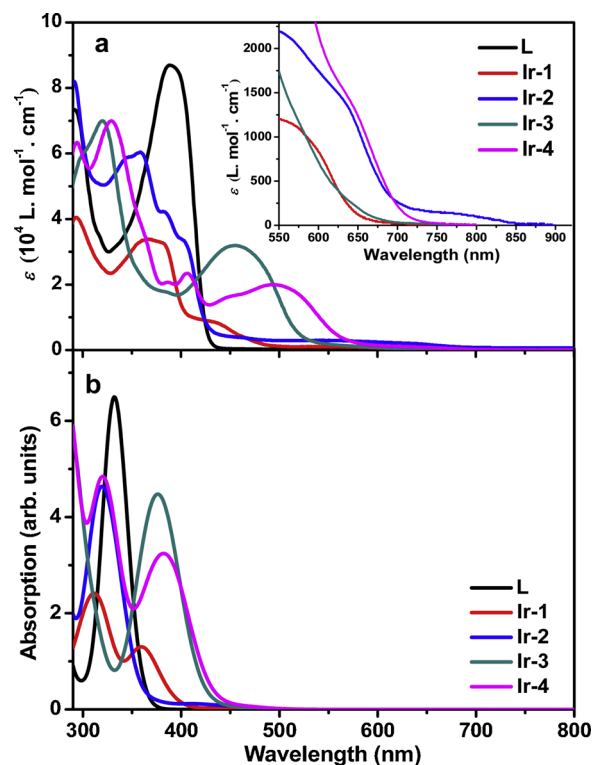 a
ε (10⁴ L. mol⁻¹ . cm⁻¹)
10
8
6
4
2
0
ε (L. mol⁻¹. cm⁻¹)
2000
1500
1000
500
0
550 600 650 700 750 800 850 900
Wavelength (nm)
L
Ir-1
Ir-2
Ir-3
Ir-4
b
Absorption (arb. units)
6
4
2
0
L
Ir-1
Ir-2
Ir-3
Ir-4
300 400 500 600 700 800
Wavelength (nm)